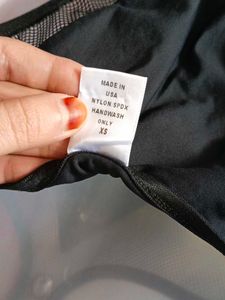 MADE IN
USA
NYLON SPDX
HANDWASH
ONLY
XS